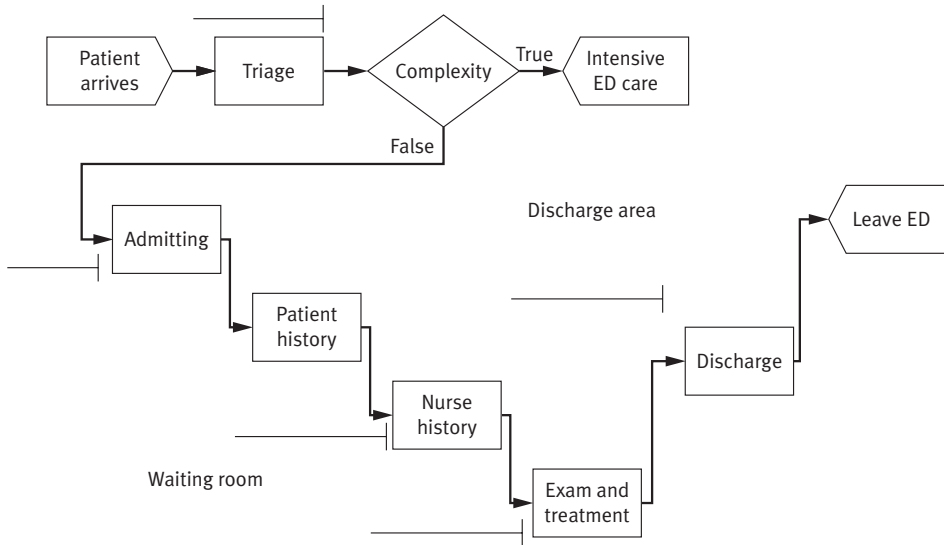 Patient
arrives
Triage
Complexity
True
Intensive
ED care
False
Admitting
Discharge area
Leave ED
Patient
history
Discharge
Nurse
history
Waiting room
Exam and
treatment